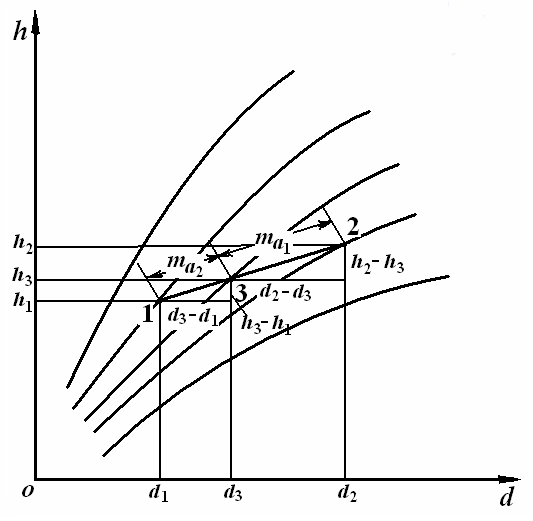 h
2
mₐ₁
mₐ₂
h₂
h₂-h₃
h₃
3
d₂-d₃
h₁
1
d₃-d₁
h₃-h₁
o
d₁
d₃
d₂
d